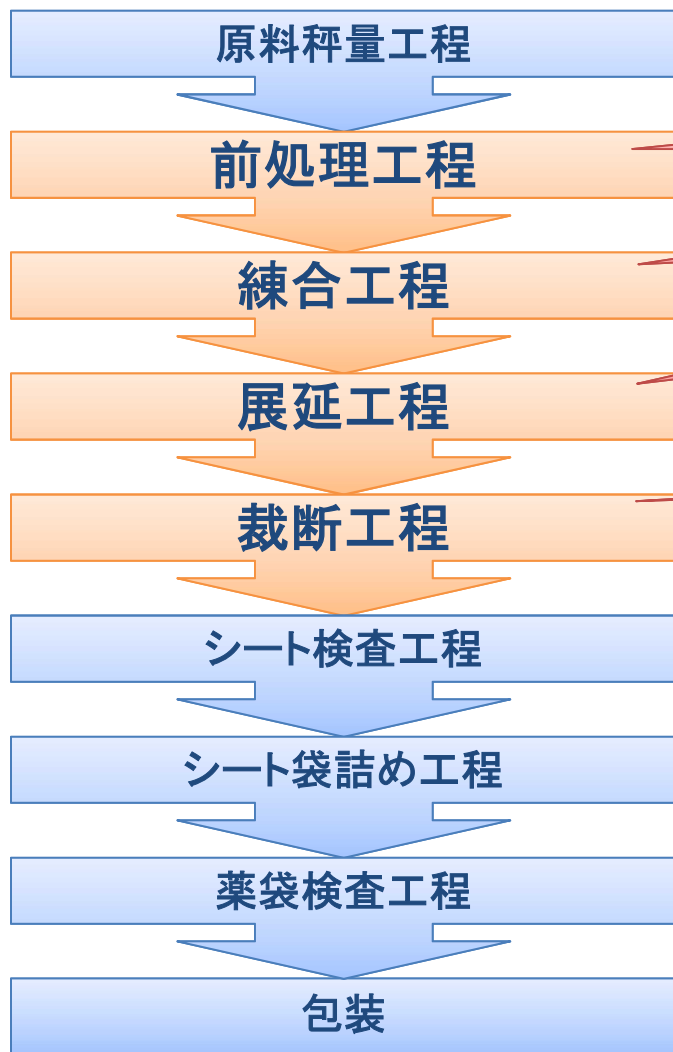 原料秤量工程
前処理工程
練合工程
展延工程
裁断工程
シート検査工程
シート袋詰め工程
薬袋検査工程
包装